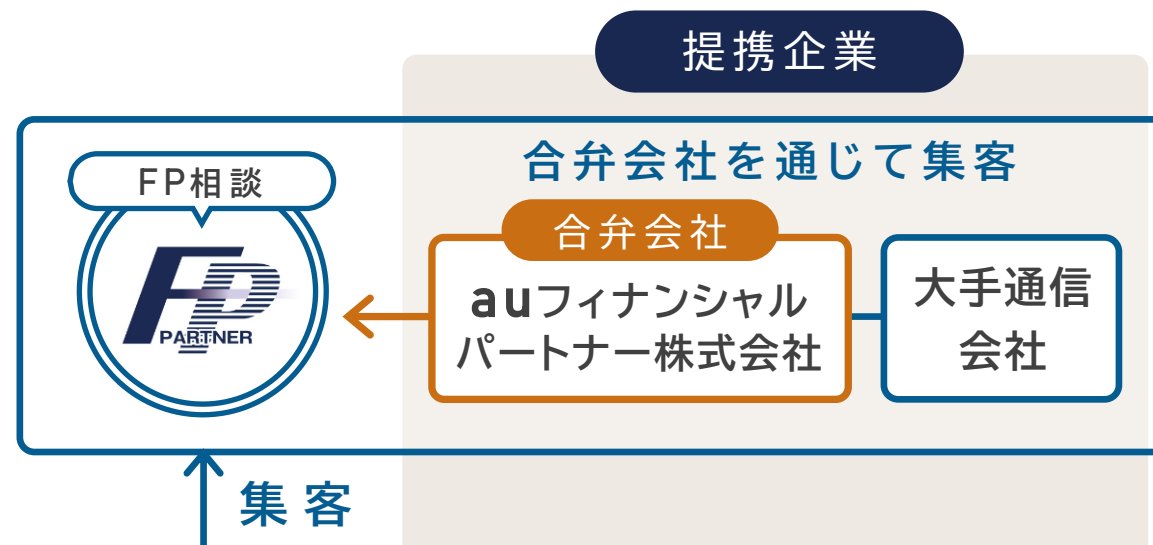 提携企業
合弁会社を通じて集客
FP相談
FP
PARTNER
合弁会社
auフィナンシャル
パートナー株式会社
大手通信
会社
集客